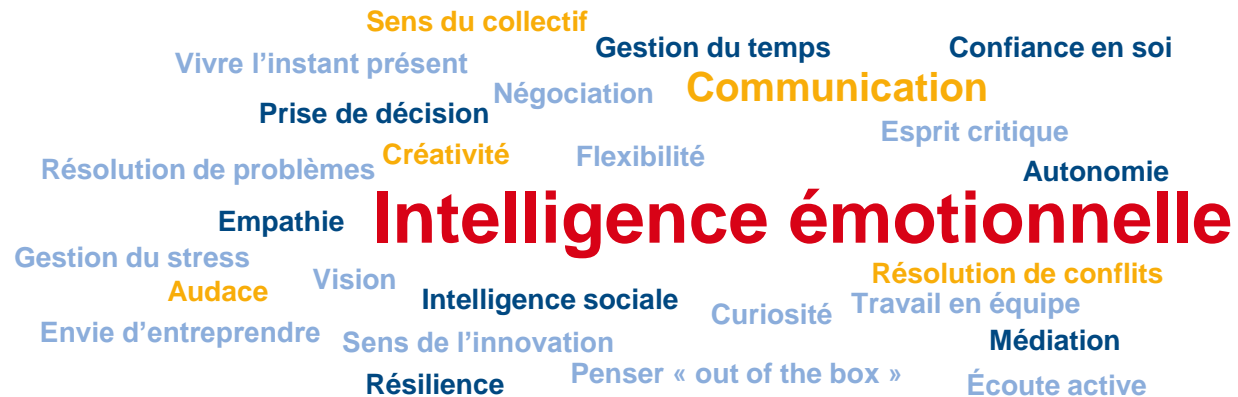 Sens du collectif
Gestion du temps
Confiance en soi
Vivre l’instant présent
Négociation
Communication
Prise de décision
Esprit critique
Résolution de problèmes
Créativité
Flexibilité
Autonomie
Empathie
Intelligence émotionnelle
Gestion du stress
Vision
Résolution de conflits
Audace
Intelligence sociale
Curiosité
Travail en équipe
Envie d’entreprendre
Sens de l’innovation
Médiation
Résilience
Penser « out of the box »
Écoute active